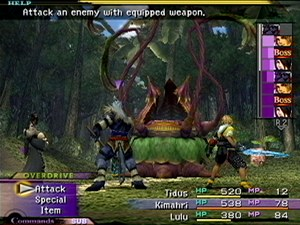 HELP
Attack an enemy with equipped weapon.
Boss
Boss
OVERDRIVE
Attack
Special
Item
Commands SUB
Tidus HP 520 MP 12
Kimahri HP 538 MP 78
Lulu HP 380 MP 84